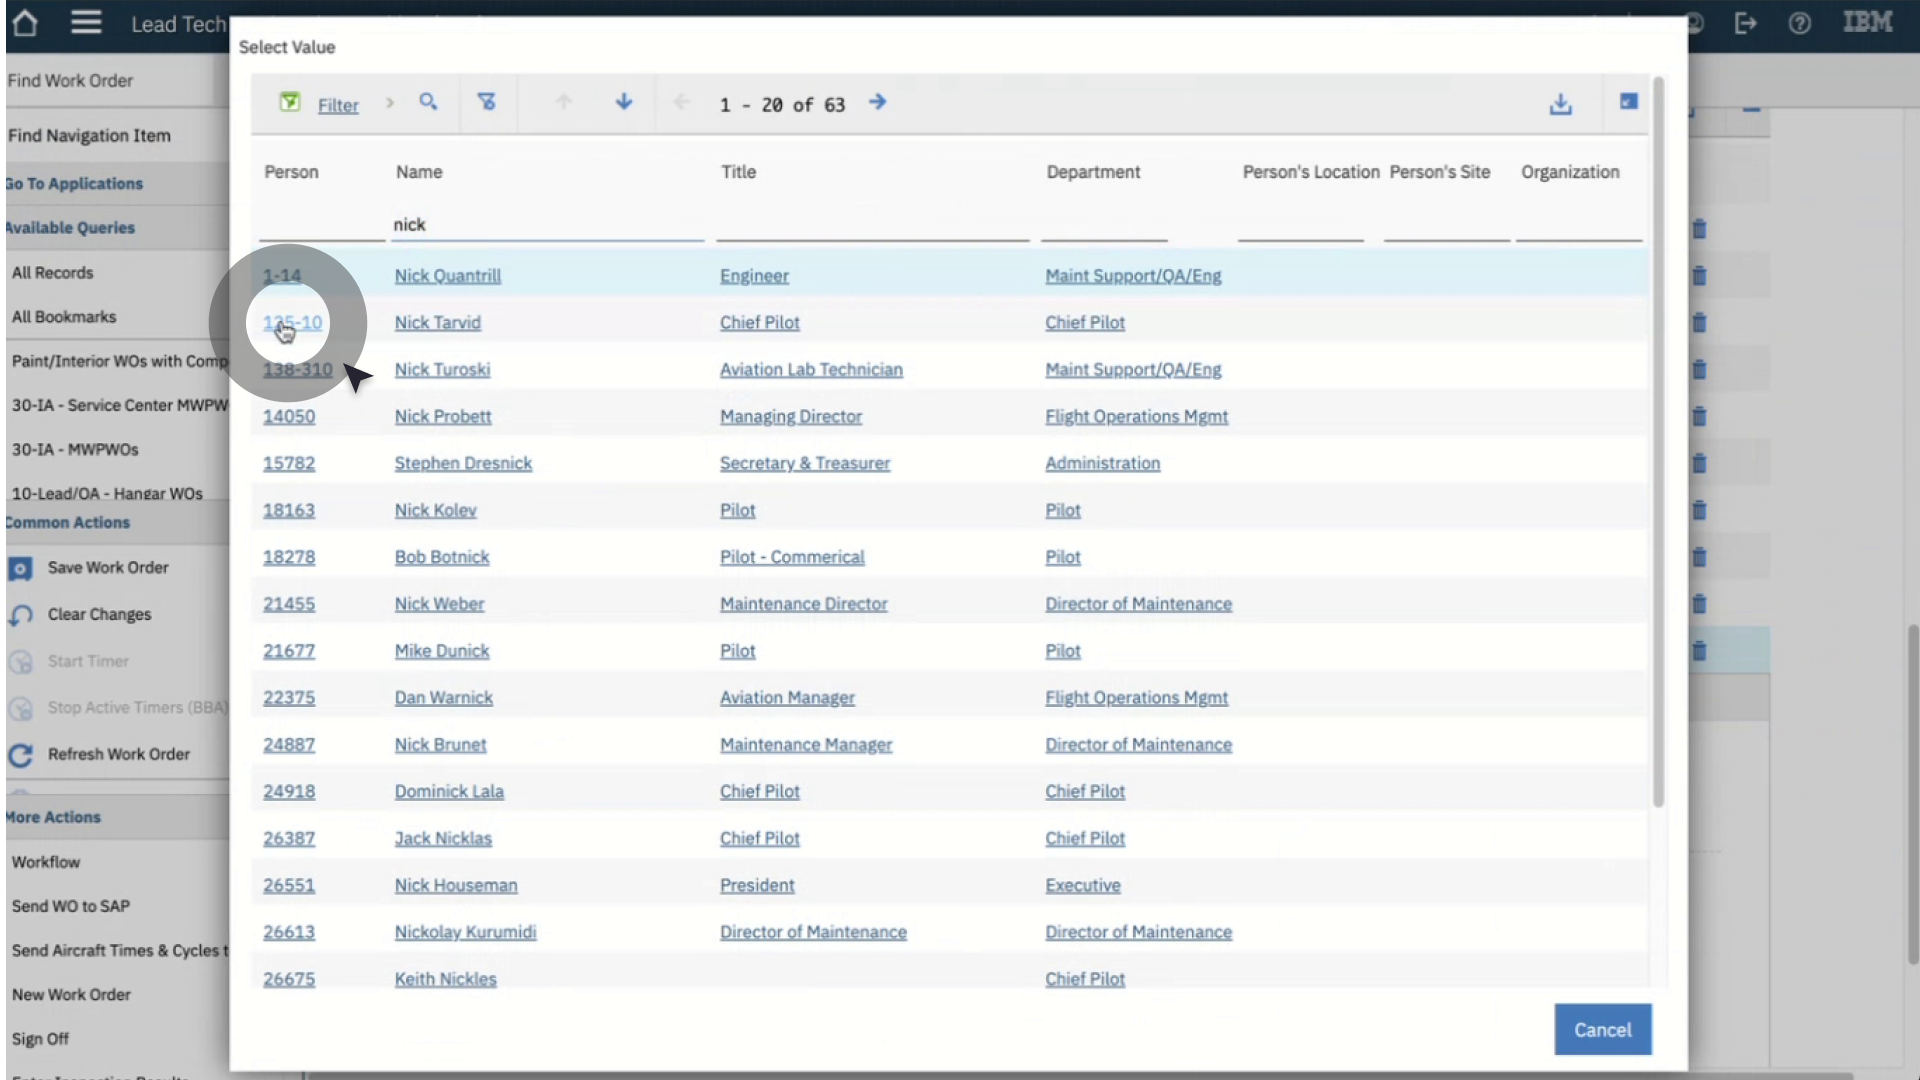 Lead Tech
IBM
Find Work Order
Find Navigation Item
Go To Applications
Available Queries
All Records
All Bookmarks
Paint/Interior WOs with Comp
30-IA - Service Center MWPW
30-IA - MWPWOs
10-Lead/QA - Hangar WOs
Common Actions
Save Work Order
Clear Changes
Start Timer
Stop Active Timers (BBA)
Refresh Work Order
More Actions
Workflow
Send WO to SAP
Send Aircraft Times & Cycles t
New Work Order
Sign Off
Select Value
Filter 1 - 20 of 63
Person Name Title Department Person's Location Person's Site Organization
nick
1-14 Nick Quantrill Engineer Maint Support/QA/Eng
135-10 Nick Tarvid Chief Pilot Chief Pilot
138-310 Nick Turoski Aviation Lab Technician Maint Support/QA/Eng
14050 Nick Probett Managing Director Flight Operations Mgmt
15782 Stephen Dresnick Secretary & Treasurer Administration
18163 Nick Kolev Pilot Pilot
18278 Bob Botnick Pilot - Commerical Pilot
21455 Nick Weber Maintenance Director Director of Maintenance
21677 Mike Dunick Pilot Pilot
22375 Dan Warnick Aviation Manager Flight Operations Mgmt
24887 Nick Brunet Maintenance Manager Director of Maintenance
24918 Dominick Lala Chief Pilot Chief Pilot
26387 Jack Nicklas Chief Pilot Chief Pilot
26551 Nick Houseman President Executive
26613 Nickolay Kurumidi Director of Maintenance Director of Maintenance
26675 Keith Nickles Chief Pilot
Cancel